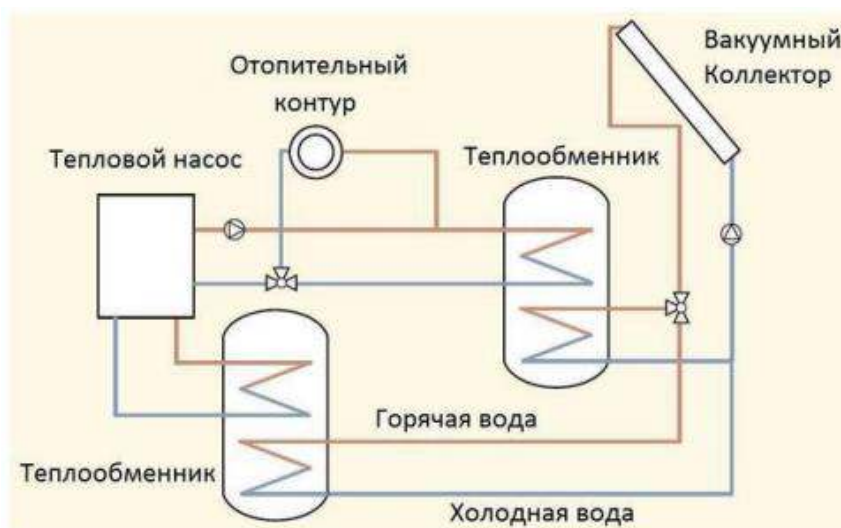 Вакуумный
Коллектор
Отопительный
контур
Тепловой насос
Теплообменник
Горячая вода
Теплообменник
Холодная вода